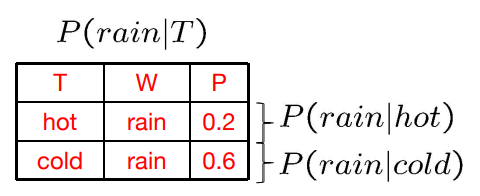 P(rain|T)
T W P
hot rain 0.2 P(rain|hot)
cold rain 0.6 P(rain|cold)